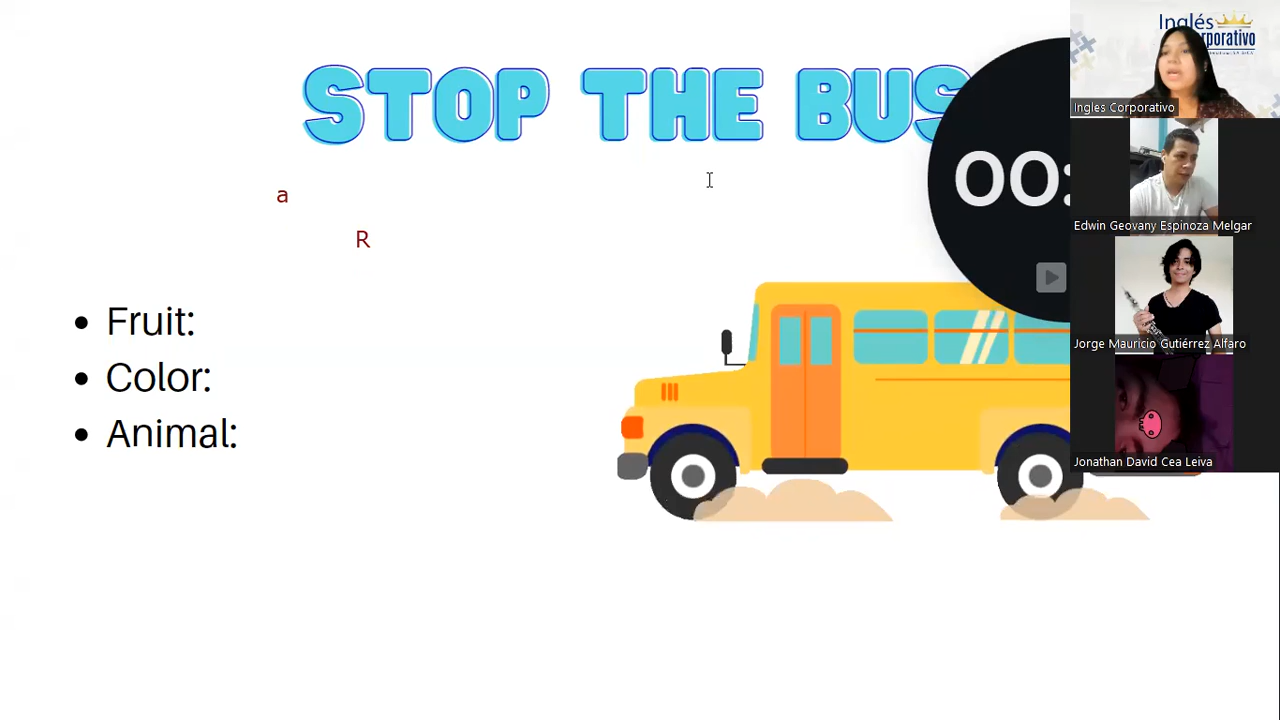 STOP THE BUS
00:
a
R
• Fruit:
• Color:
• Animal:
Inglés
rporativo
Ingles Corporativo
Edwin Geovany Espinoza Melgar
Jorge Mauricio Gutiérrez Alfaro
Jonathan David Cea Leiva